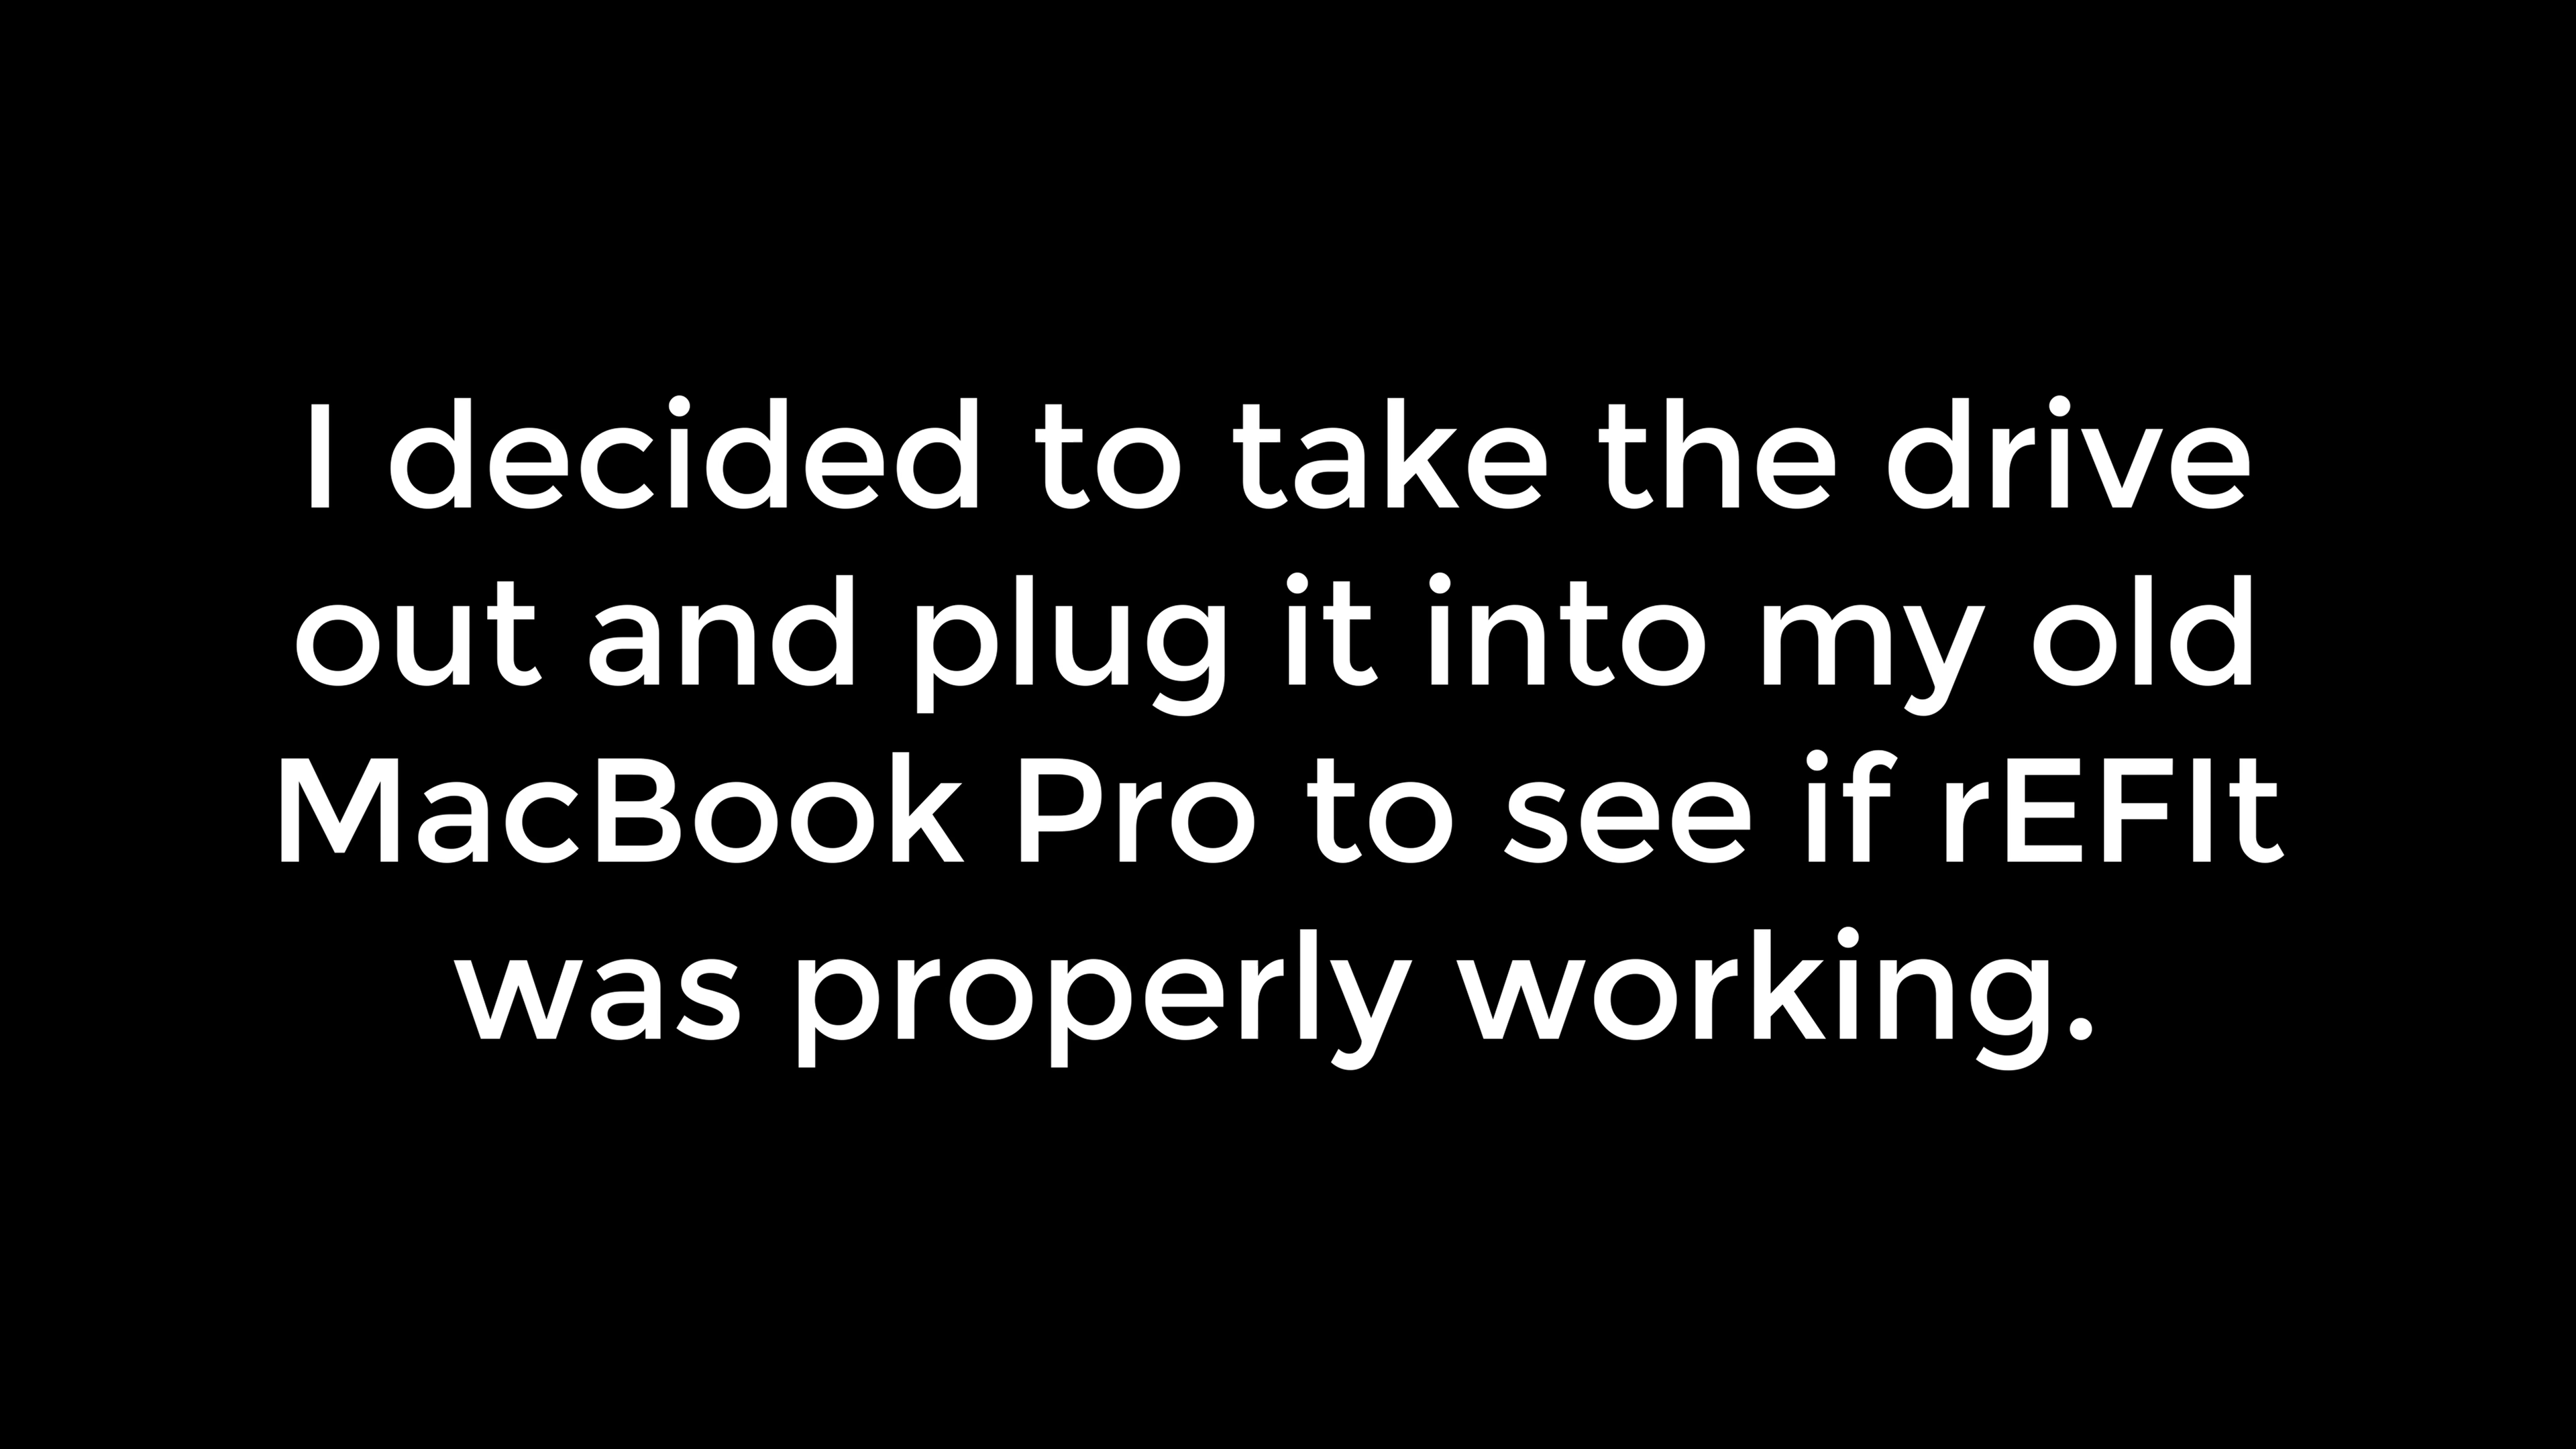 I decided to take the drive
out and plug it into my old
MacBook Pro to see if rEFIt
was properly working.